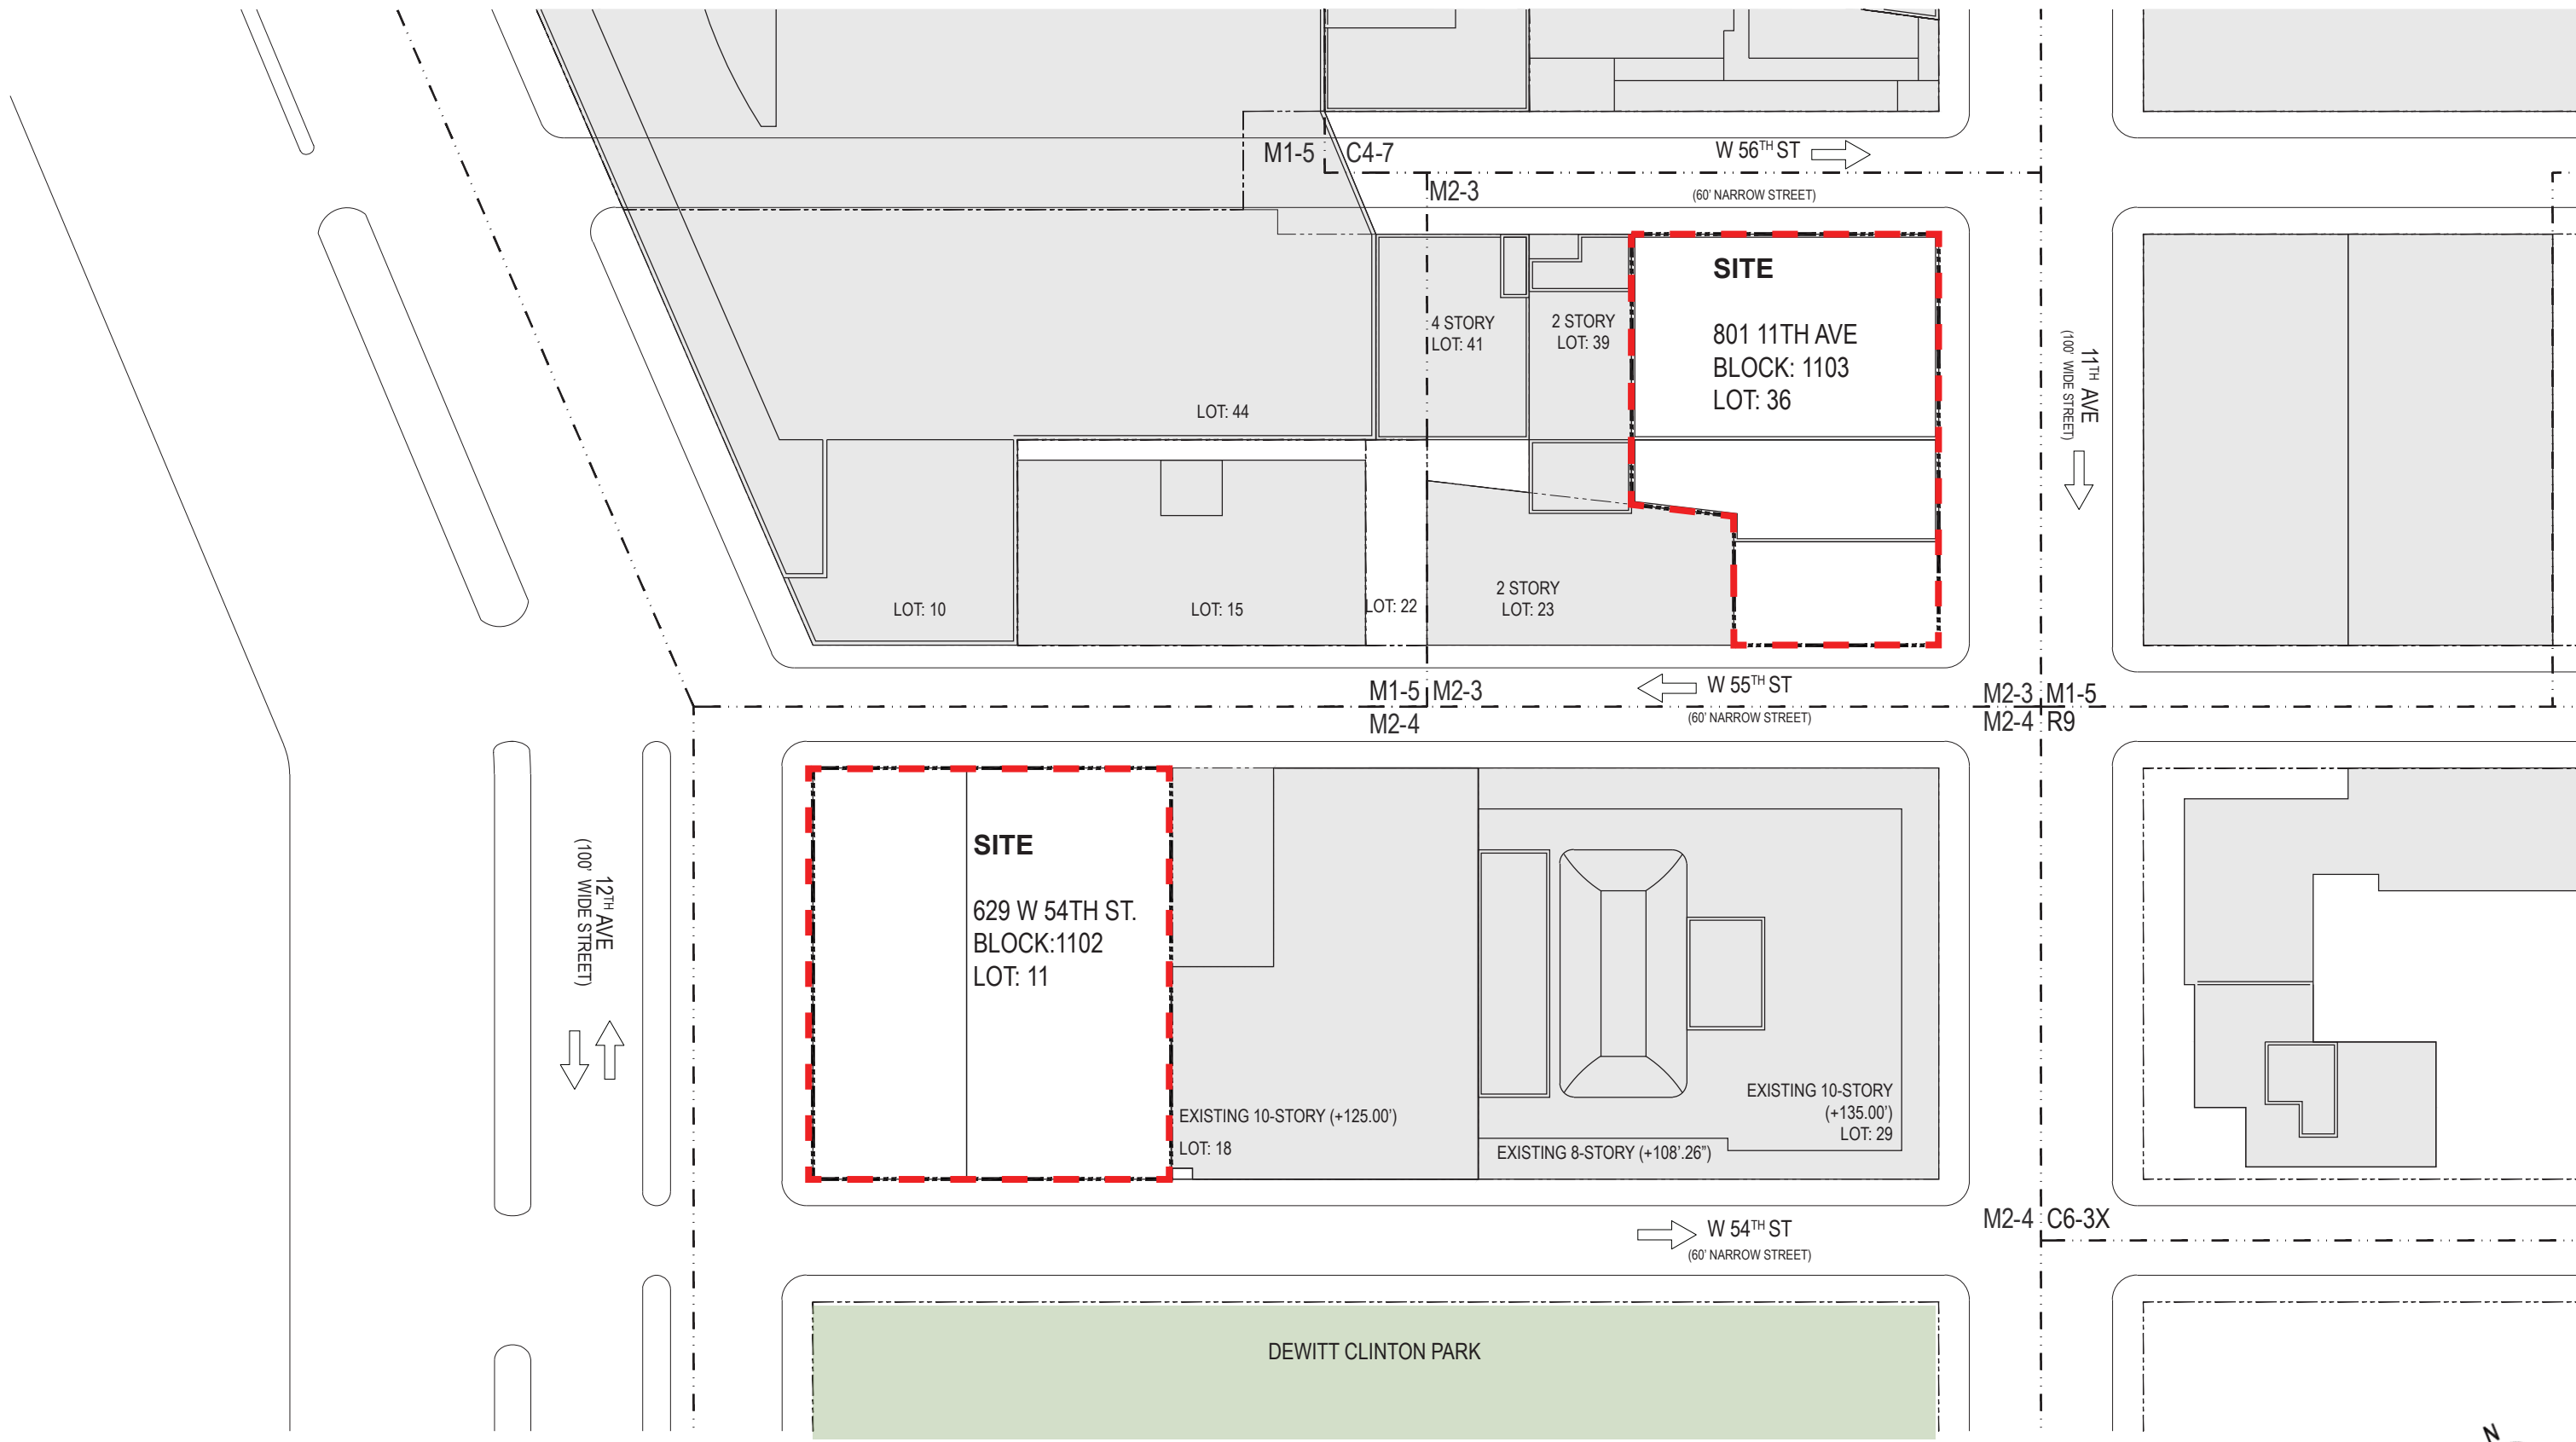 M1-5
C4-7
W 56TH ST
M2-3
(60' NARROW STREET)
SITE
801 11TH AVE
BLOCK: 1103
LOT: 36
4 STORY
LOT: 41
2 STORY
LOT: 39
11TH AVE
(100' WIDE STREET)
LOT: 44
LOT: 10
LOT: 15
LOT: 22
2 STORY
LOT: 23
M1-5
M2-3
M2-4
W 55TH ST
(60' NARROW STREET)
M2-3
M1-5
M2-4
R9
SITE
629 W 54TH ST.
BLOCK:1102
LOT: 11
12TH AVE
(100' WIDE STREET)
EXISTING 10-STORY (+125.00')
LOT: 18
EXISTING 10-STORY
(+135.00')
LOT: 29
EXISTING 8-STORY (+108'.26")
W 54TH ST
(60' NARROW STREET)
M2-4
C6-3X
DEWITT CLINTON PARK
N